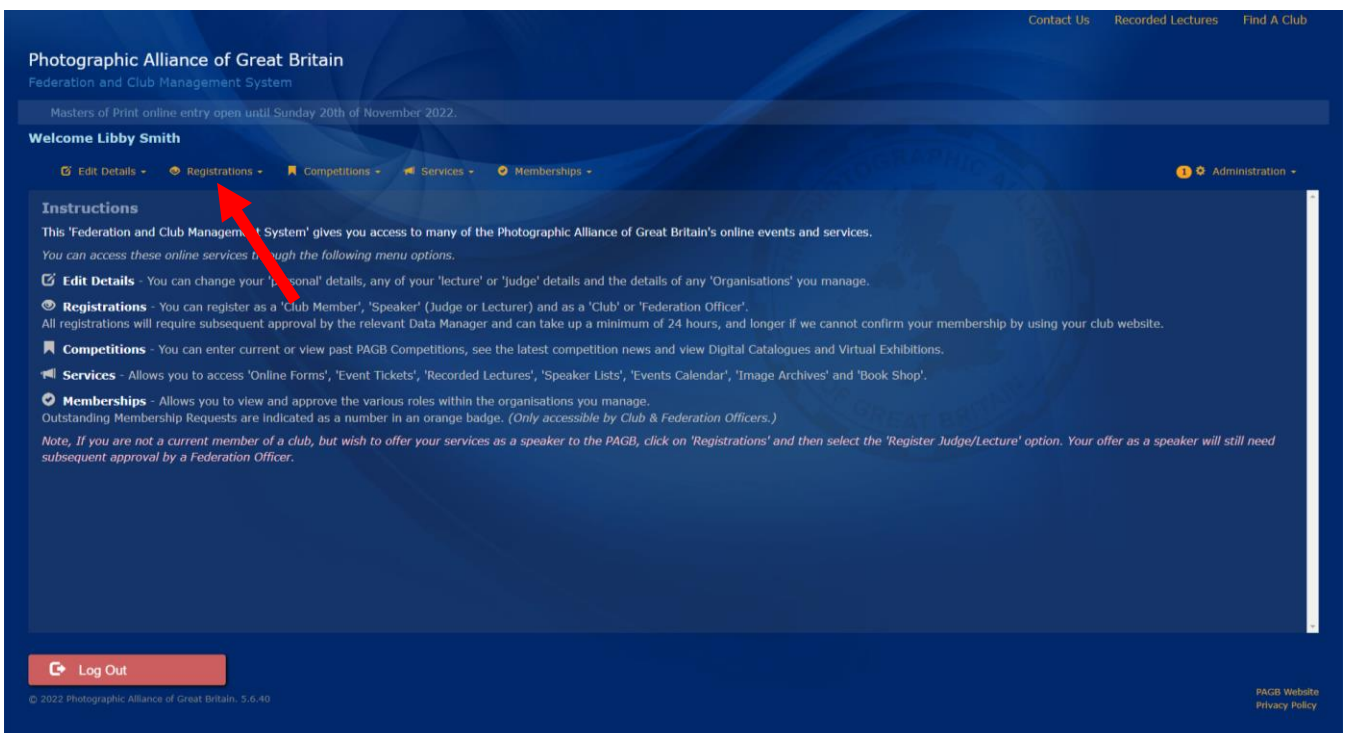 Contact Us Recorded Lectures Find A Club
Photographic Alliance of Great Britain
Federation and Club Management System
Masters of Print online entry open until Sunday 20th of November 2022.
Welcome Libby Smith
Edit Details Registrations Competitions Services Memberships 1 Administration
Instructions
This 'Federation and Club Management System' gives you access to many of the Photographic Alliance of Great Britain's online events and services.
You can access these online services through the following menu options.
Edit Details - You can change your 'personal' details, any of your 'lecture' or 'judge' details and the details of any 'Organisations' you manage.
Registrations - You can register as a 'Club Member', 'Speaker' (Judge or Lecturer) and as a 'Club' or 'Federation Officer'.
All registrations will require subsequent approval by the relevant Data Manager and can take up a minimum of 24 hours, and longer if we cannot confirm your membership by using your club website.
Competitions - You can enter current or view past PAGB Competitions, see the latest competition news and view Digital Catalogues and Virtual Exhibitions.
Services - Allows you to access 'Online Forms', 'Event Tickets', 'Recorded Lectures', 'Speaker Lists', 'Events Calendar', 'Image Archives' and 'Book Shop'.
Memberships - Allows you to view and approve the various roles within the organisations you manage.
Outstanding Membership Requests are indicated as a number in an orange badge. (Only accessible by Club & Federation Officers.)
Note, If you are not a current member of a club, but wish to offer your services as a speaker to the PAGB, click on 'Registrations' and then select the 'Register Judge/Lecture' option. Your offer as a speaker will still need
subsequent approval by a Federation Officer.
Log Out
© 2022 Photographic Alliance of Great Britain. 5.6.40
PAGB Website
Privacy Policy